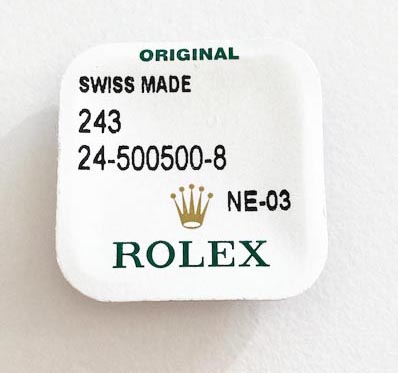 ORIGINAL
SWISS MADE
243
24-500500-8
NE-03
ROLEX